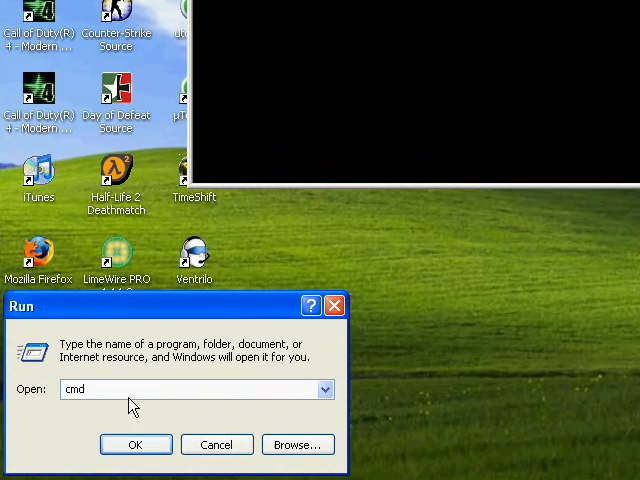 Call of Duty(R)
4 - Modern ...
Counter-Strike
Source
Call of Duty(R)
4 - Modern ...
Day of Defeat
Source
iTunes
Half-Life 2
Deathmatch
TimeShift
Mozilla Firefox
LimeWire PRO
Ventrilo
Run
Type the name of a program, folder, document, or
Internet resource, and Windows will open it for you.
Open:
cmd
OK
Cancel
Browse...